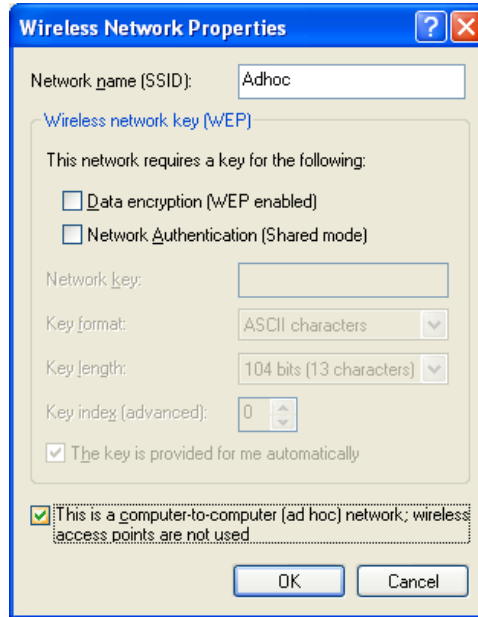 Wireless Network Properties
Network name (SSID): Adhoc
Wireless network key (WEP)
This network requires a key for the following:
Data encryption (WEP enabled)
Network Authentication (Shared mode)
Network key:
Key format: ASCII characters
Key length: 104 bits (13 characters)
Key index (advanced): 0
The key is provided for me automatically
This is a computer-to-computer (ad hoc) network; wireless
access points are not used
OK Cancel